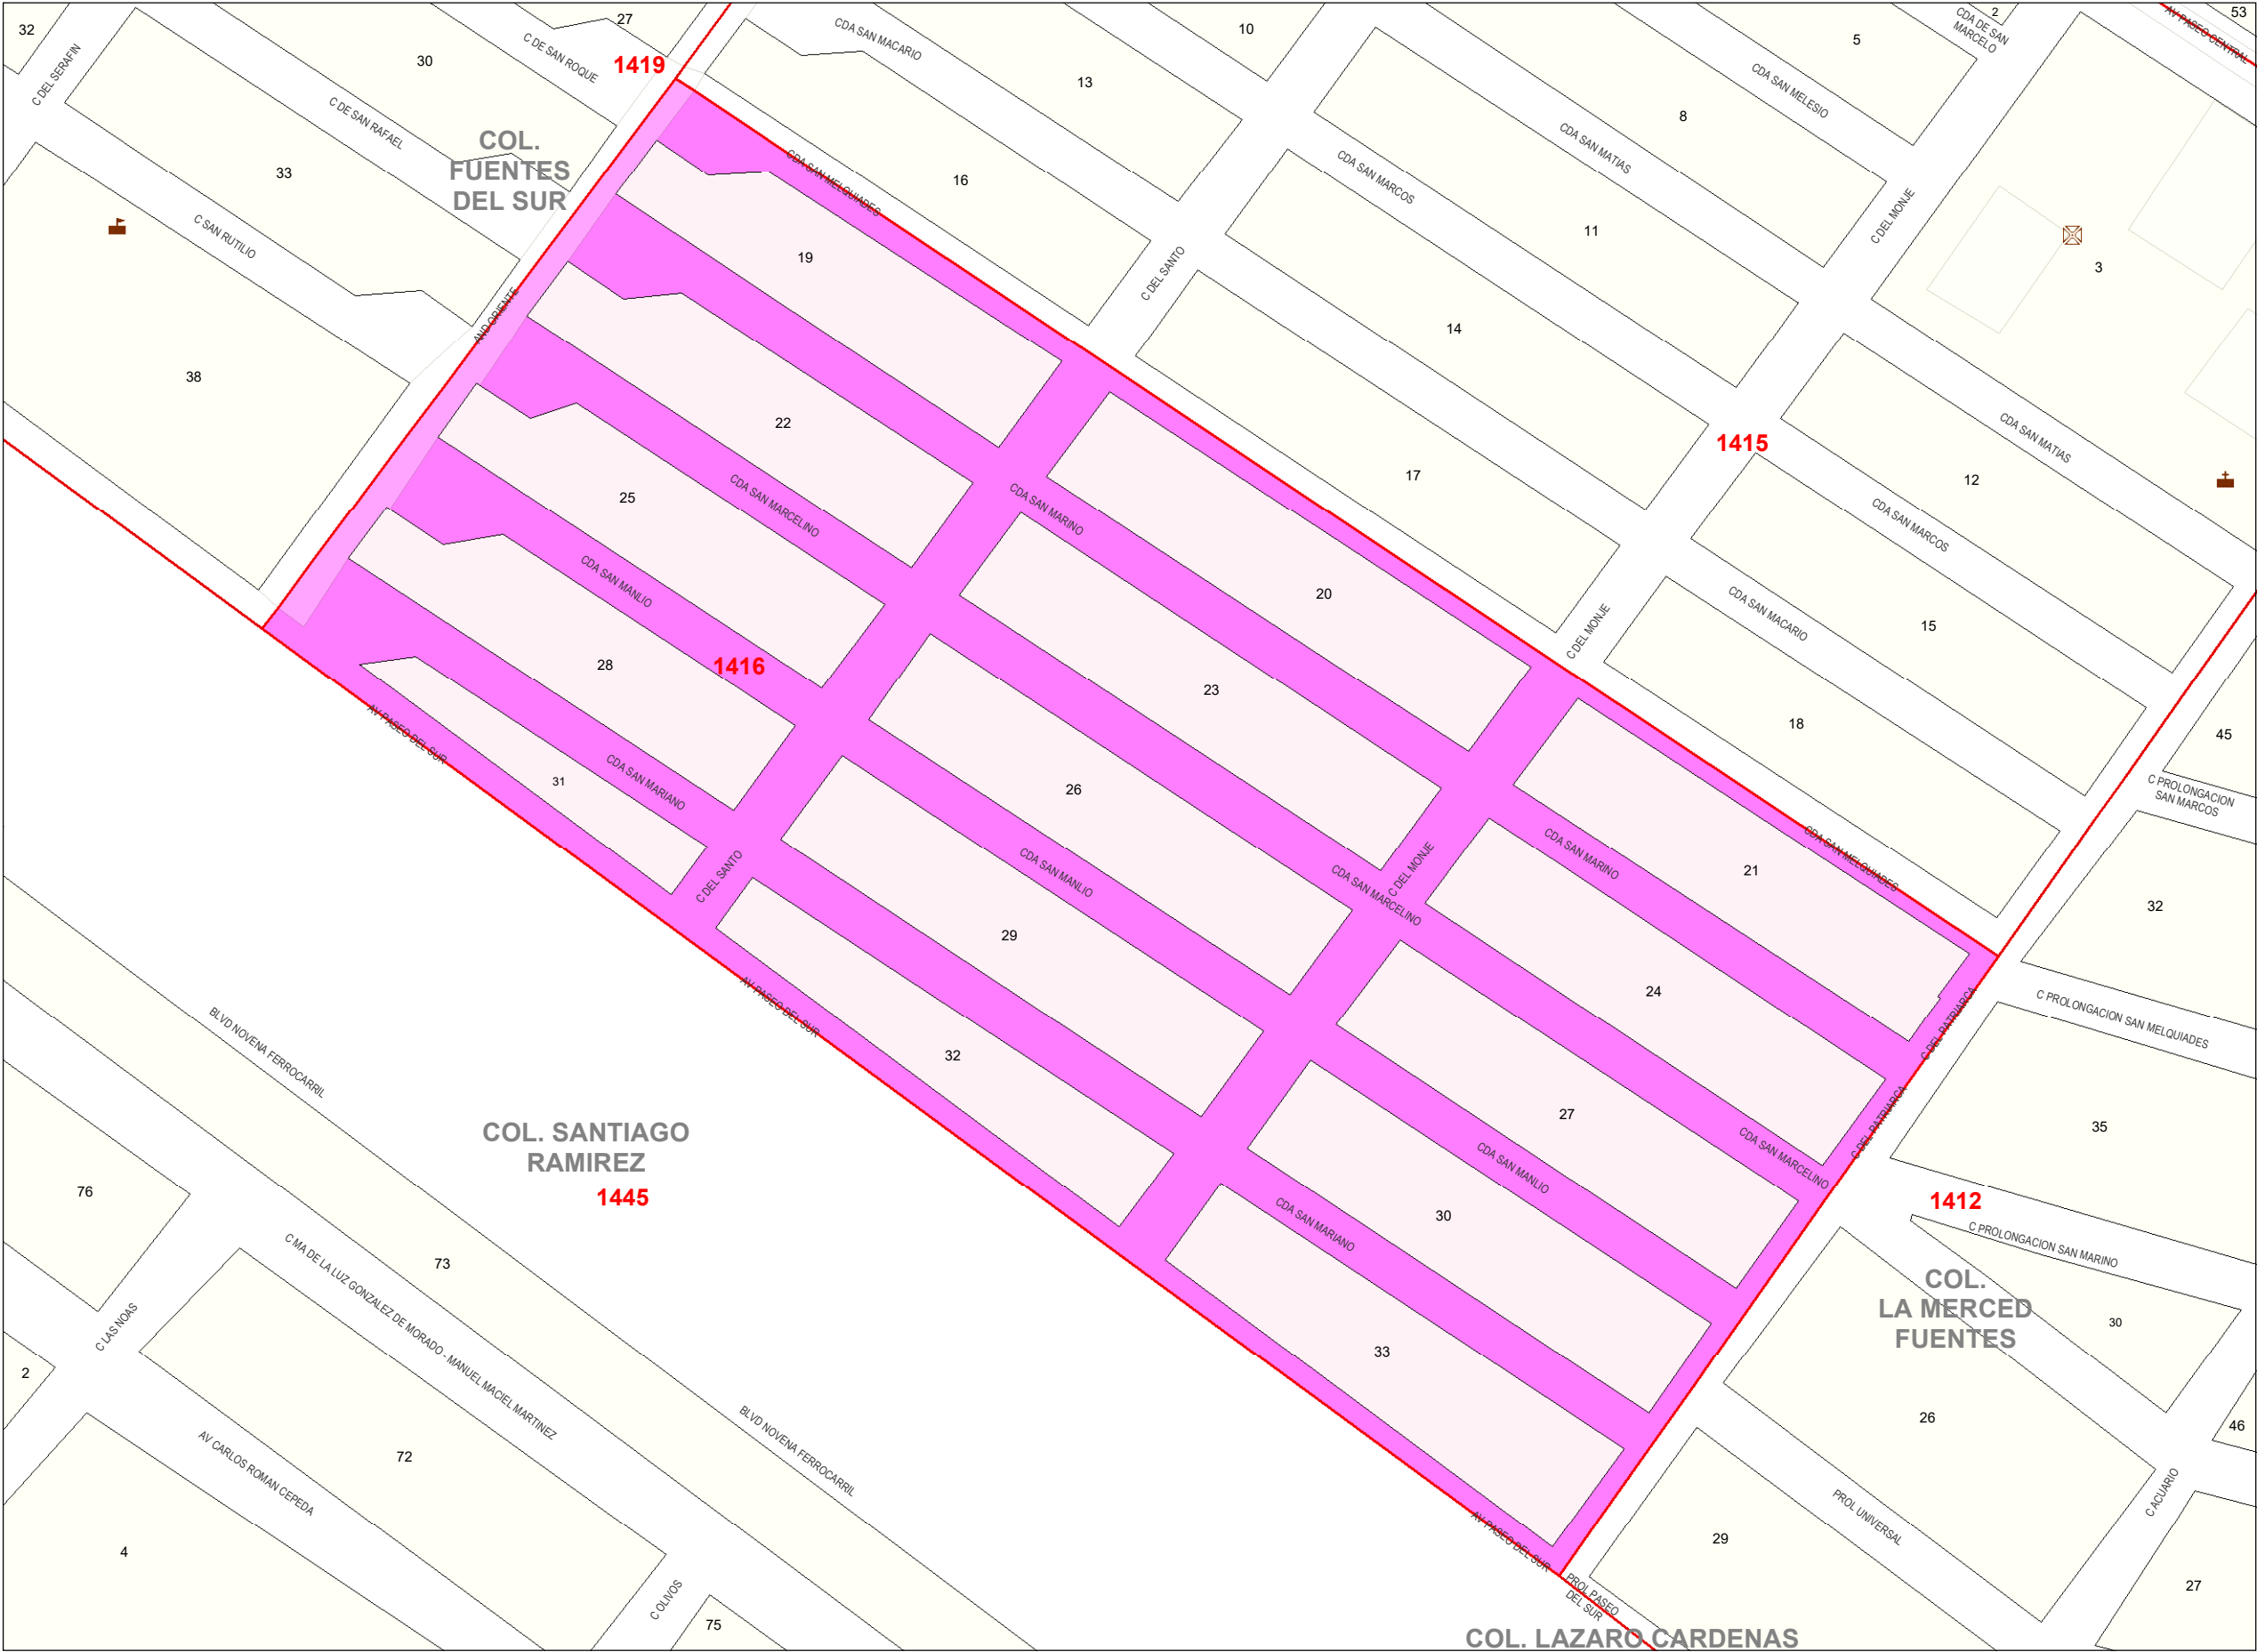 32
27
10
2
53
C DEL SERAFIN
30
C DE SAN ROQUE
1419
CDA SAN MACARIO
13
5
CDA DE SAN
MARCELO
AV PASEO CENTRAL
C DE SAN RAFAEL
COL.
FUENTES
DEL SUR
CDA SAN MELESIO
8
33
C SAN RUTILIO
CDA SAN MELQUIADES
16
CDA SAN MARCOS
CDA SAN MATIAS
C DEL MONJE
11
3
19
C DEL SANTO
AND ORIENTE
14
38
22
17
1415
CDA SAN MATIAS
12
25
CDA SAN MARCELINO
CDA SAN MARINO
CDA SAN MARCOS
CDA SAN MANLIO
20
C DEL MONJE
CDA SAN MACARIO
15
28
1416
23
18
45
AV PASEO DEL SUR
31
CDA SAN MARIANO
26
C PROLONGACION
SAN MARCOS
C DEL SANTO
CDA SAN MANLIO
CDA SAN MARCELINO
C DEL MONJE
CDA SAN MARINO
21
CDA SAN MELQUIADES
32
29
24
AV PASEO DEL SUR
C DEL PATRIARCA
C PROLONGACION SAN MELQUIADES
BLVD NOVENA FERROCARRIL
32
27
C DEL PATRIARCA
35
COL. SANTIAGO
RAMIREZ
1445
CDA SAN MANLIO
CDA SAN MARCELINO
76
30
CDA SAN MARIANO
1412
C PROLONGACION SAN MARINO
73
C MA DE LA LUZ GONZALEZ DE MORADO - MANUEL MACIEL MARTINEZ
COL.
LA MERCED
FUENTES
30
C LAS NOAS
33
2
26
46
BLVD NOVENA FERROCARRIL
AV CARLOS ROMAN CEPEDA
72
C ACUARIO
PROL UNIVERSAL
4
AV PASEO DEL SUR
29
27
C OLIVOS
PROL PASEO
DEL SUR
75
COL. LAZARO CARDENAS